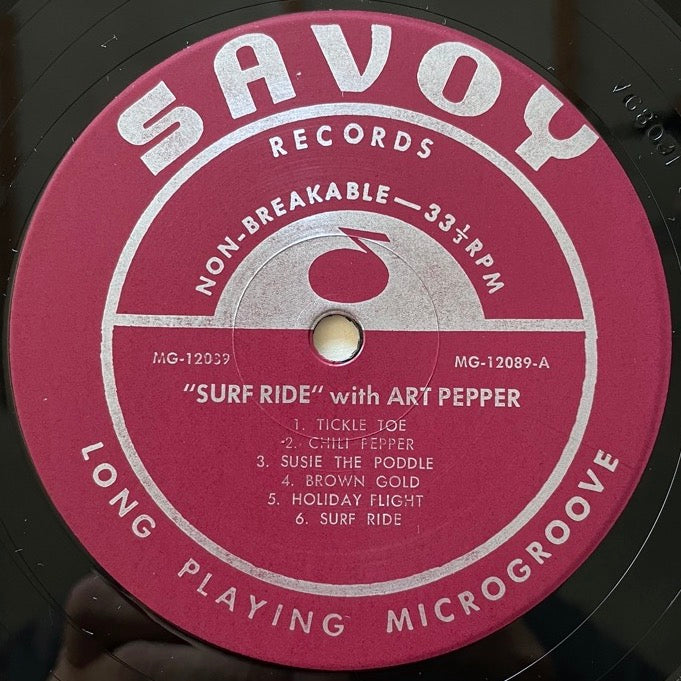 SAVOY
RECORDS
NON-BREAKABLE — 33⅓ RPM
MG-12089 MG-12089-A
"SURF RIDE" with ART PEPPER
1. TICKLE TOE
2. CHILI PEPPER
3. SUSIE THE PODDLE
4. BROWN GOLD
5. HOLIDAY FLIGHT
6. SURF RIDE
LONG PLAYING MICROGROOVE